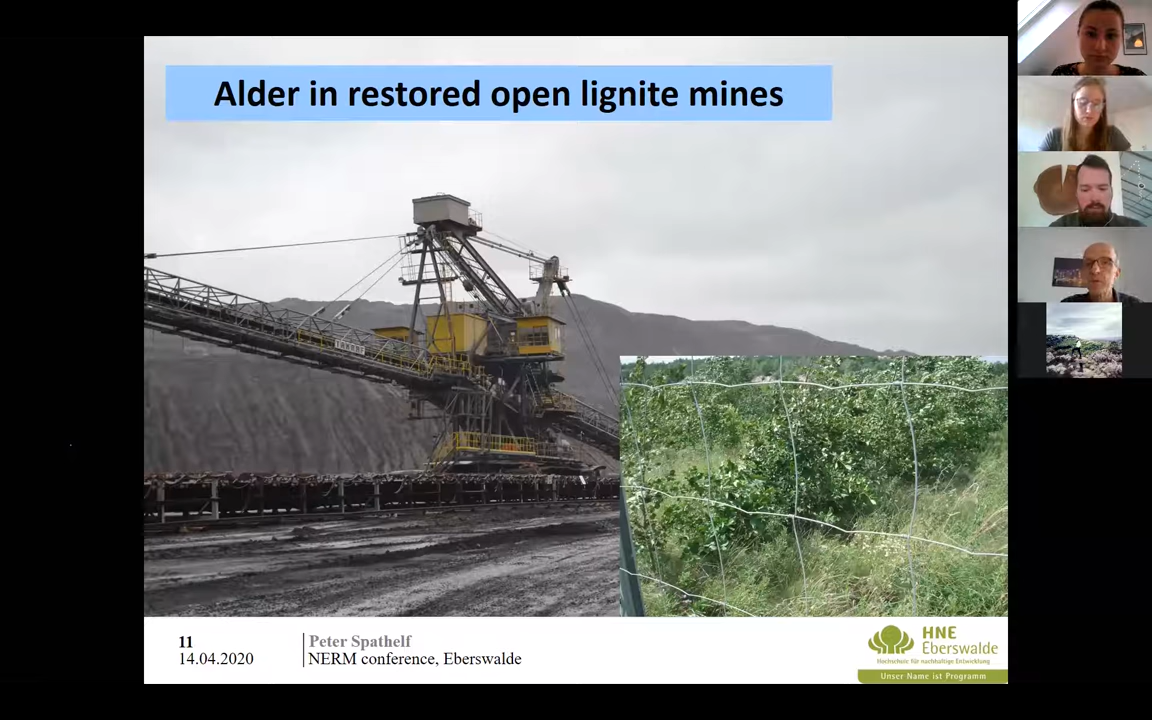 Alder in restored open lignite mines
11
14.04.2020
Peter Spathelf
NERM conference, Eberswalde
HNE
Eberswalde
Hochschule für nachhaltige Entwicklung
Unser Name ist Programm